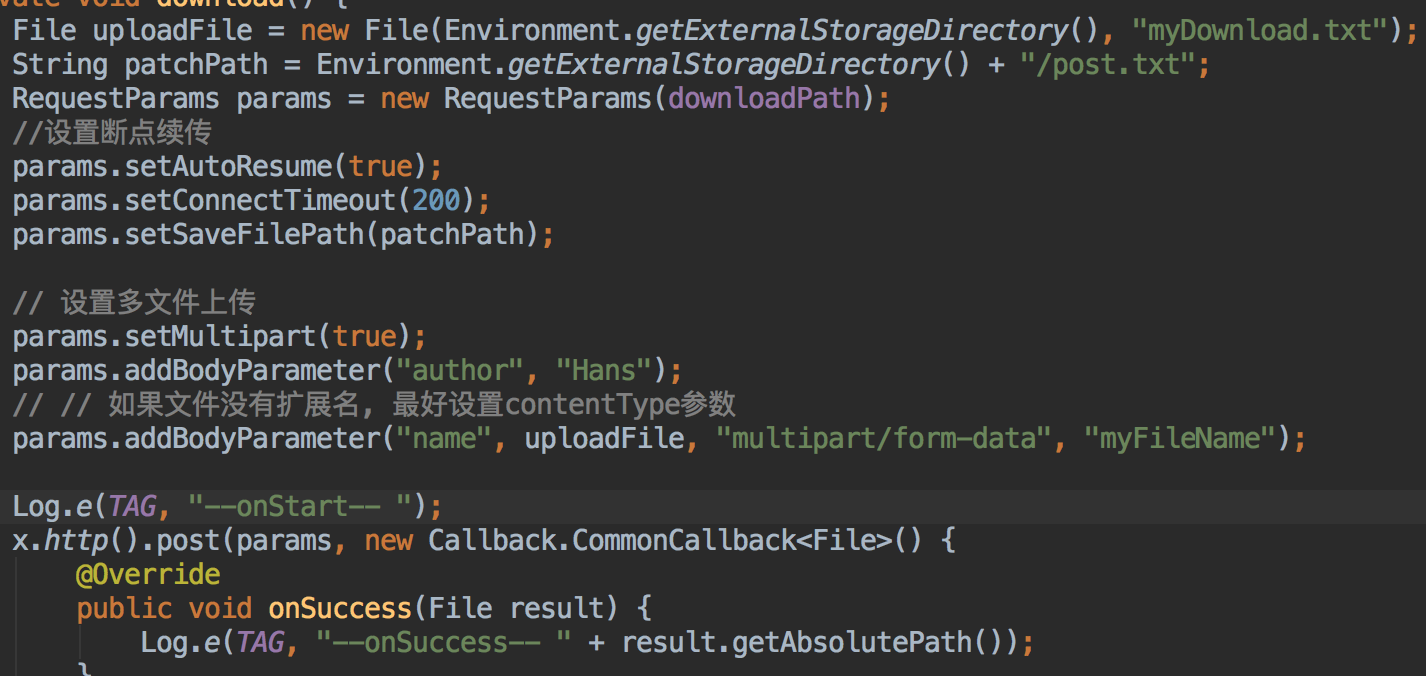 vate void download() {
File uploadFile = new File(Environment.getExternalStorageDirectory(), "myDownload.txt");
String patchPath = Environment.getExternalStorageDirectory() + "/post.txt";
RequestParams params = new RequestParams(downloadPath);
//设置断点续传
params.setAutoResume(true);
params.setConnectTimeout(200);
params.setSaveFilePath(patchPath);
// 设置多文件上传
params.setMultipart(true);
params.addBodyParameter("author", "Hans");
// // 如果文件没有扩展名, 最好设置contentType参数
params.addBodyParameter("name", uploadFile, "multipart/form-data", "myFileName");
Log.e(TAG, "--onStart-- ");
x.http().post(params, new Callback.CommonCallback<File>() {
@Override
public void onSuccess(File result) {
Log.e(TAG, "--onSuccess-- " + result.getAbsolutePath());
}